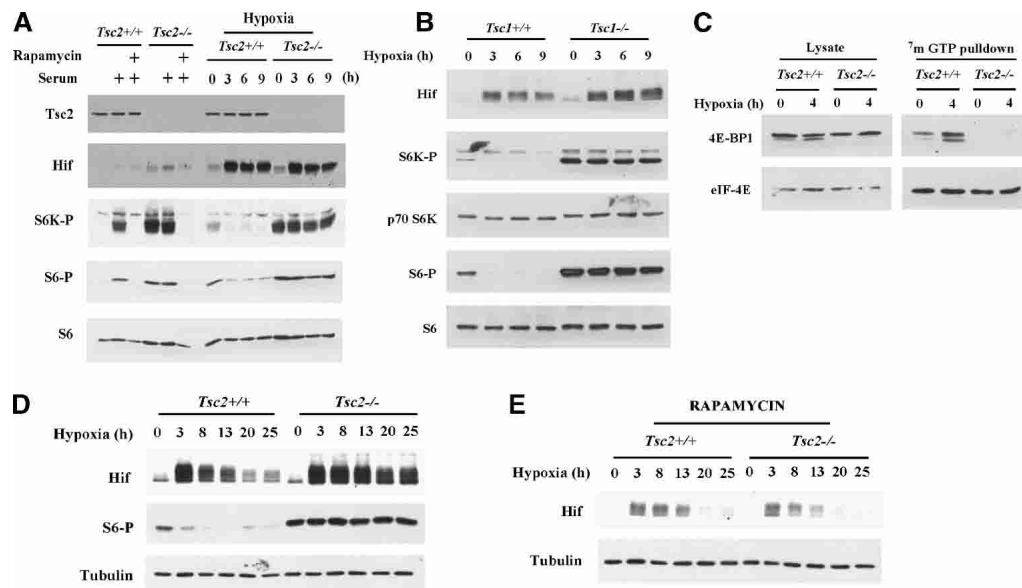 A
Tsc2+/+ Tsc2-/-
Hypoxia
Tsc2+/+ Tsc2-/-
Rapamycin + +
Serum + + + + 0 3 6 9 0 3 6 9 (h)
Tsc2
Hif
S6K-P
S6-P
S6
B
Tsc1+/+ Tsc1-/-
Hypoxia (h) 0 3 6 9 0 3 6 9
Hif
S6K-P
p70 S6K
S6-P
S6
C
Lysate 7m GTP pulldown
Tsc2+/+ Tsc2-/- Tsc2+/+ Tsc2-/-
Hypoxia (h) 0 4 0 4 0 4 0 4
4E-BP1
eIF-4E
D
Tsc2+/+ Tsc2-/-
Hypoxia (h) 0 3 8 13 20 25 0 3 8 13 20 25
Hif
S6-P
Tubulin
E
RAPAMYCIN
Tsc2+/+ Tsc2-/-
Hypoxia (h) 0 3 8 13 20 25 0 3 8 13 20 25
Hif
Tubulin